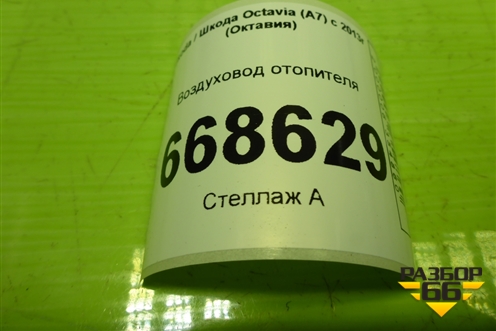 / Шкода Octavia (A7) с 2013г
(Октавия)
Воздуховод отопителя
668629
Стеллаж А
РАЗБОР
66